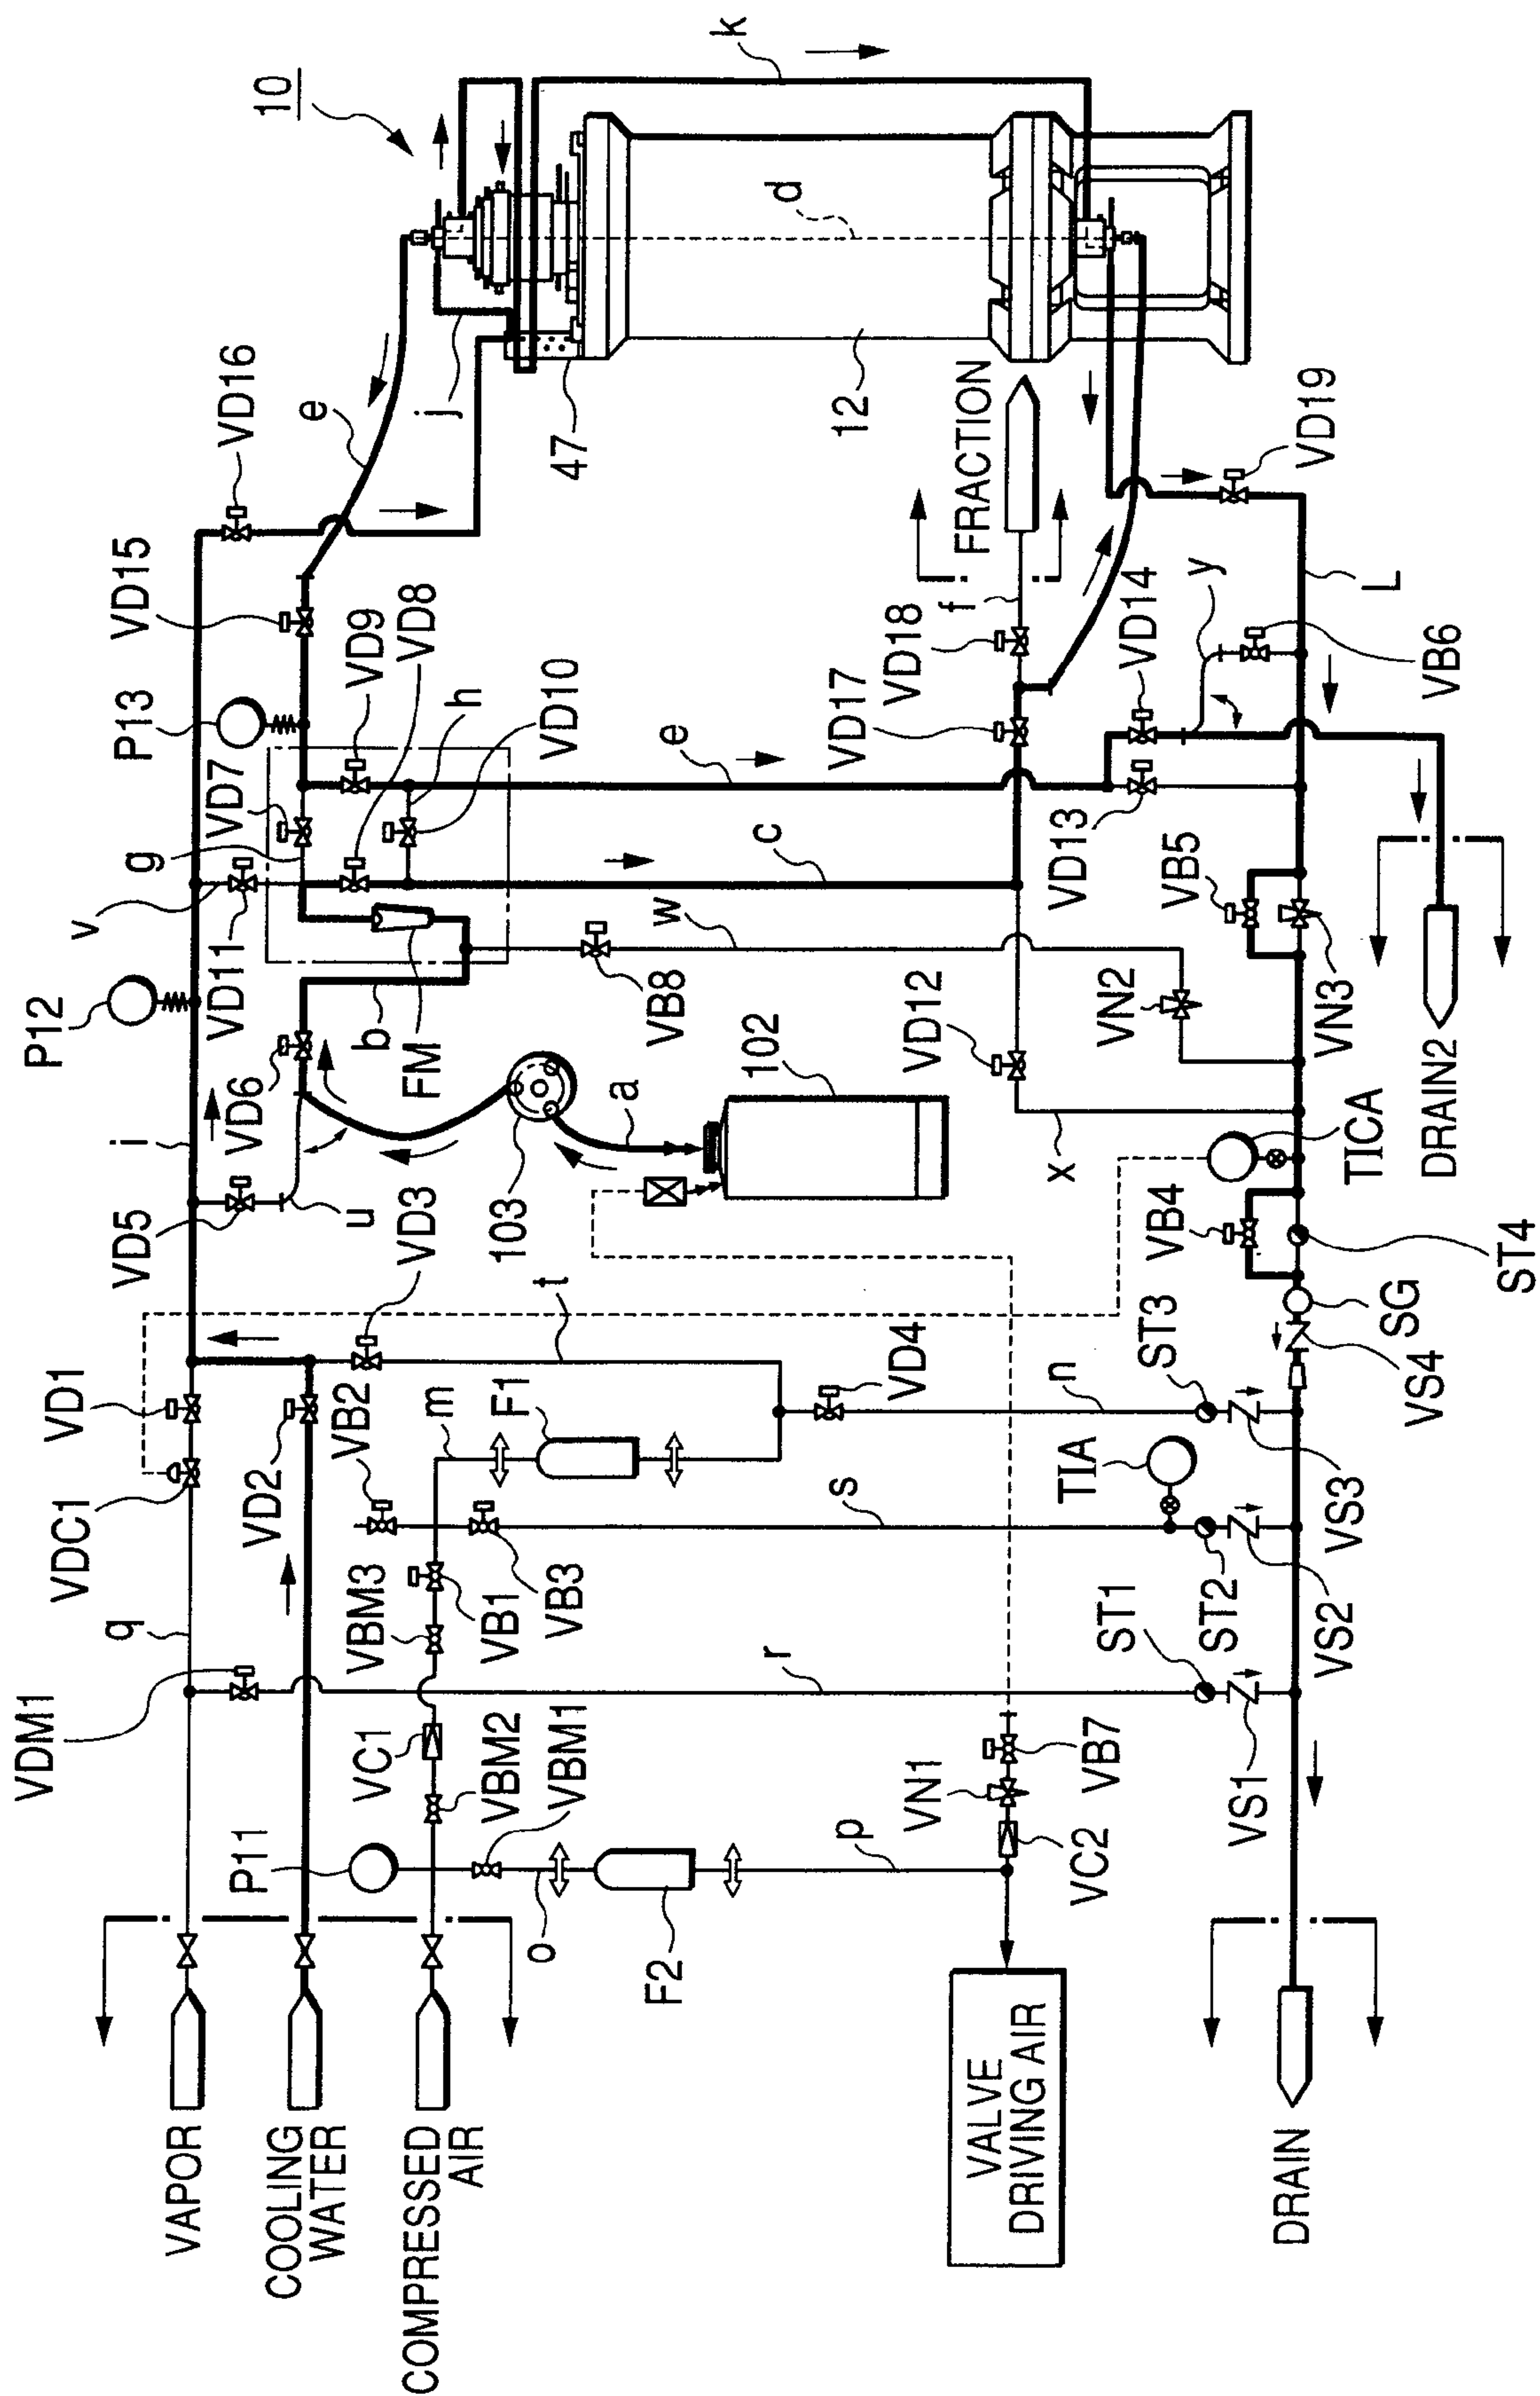 10
k
d
e
j
47
12
VD16
VD15
P13
VD9
VD8
h
VD10
VD7
g
v
VD11
P12
FRACTION
f
VD18
VD17
VD14
y
VD19
L
VB6
e
c
VD13
VB5
w
VB8
VD12
VN2
VN3
DRAIN2
b
FM
VD6
i
a
102
103
u
VD5
VD3
x
TICA
VB4
ST4
SG
VS4
t
VD4
ST3
n
VD1
VDC1
VD2
VB2
m
F1
s
TIA
VS3
ST2
VS2
VBM3
VB1
VB3
q
VDM1
r
ST1
VS1
VC1
VBM2
VBM1
P11
o
F2
p
VN1
VB7
VC2
VAPOR
COOLING
WATER
COMPRESSED
AIR
VALVE
DRIVING AIR
DRAIN